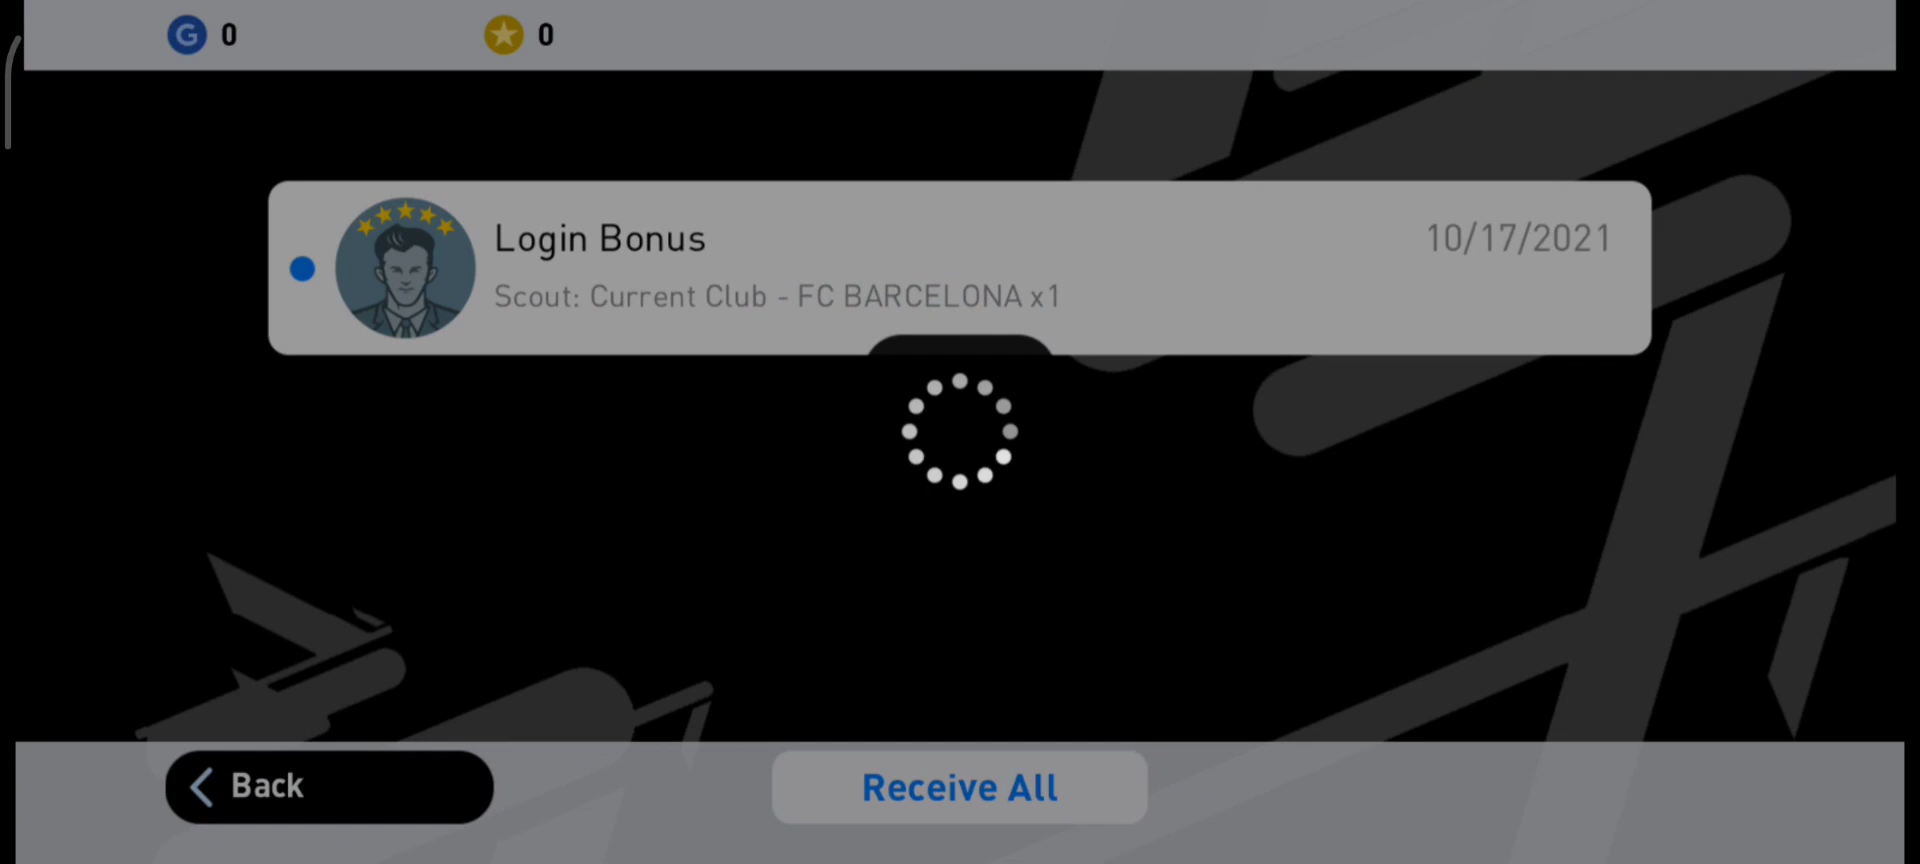 G 0 0
Login Bonus 10/17/2021
Scout: Current Club - FC BARCELONA x1
Back Receive All